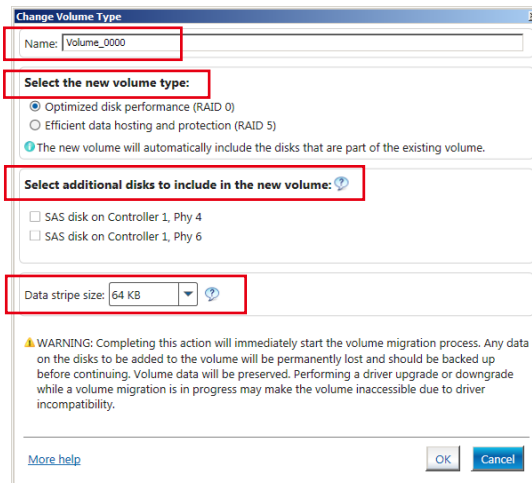 Change Volume Type
Name: Volume_0000
Select the new volume type:
Optimized disk performance (RAID 0)
Efficient data hosting and protection (RAID 5)
The new volume will automatically include the disks that are part of the existing volume.
Select additional disks to include in the new volume:
SAS disk on Controller 1, Phy 4
SAS disk on Controller 1, Phy 6
Data stripe size: 64 KB
WARNING: Completing this action will immediately start the volume migration process. Any data
on the disks to be added to the volume will be permanently lost and should be backed up
before continuing. Volume data will be preserved. Performing a driver upgrade or downgrade
while a volume migration is in progress may make the volume inaccessible due to driver
incompatibility.
More help OK Cancel